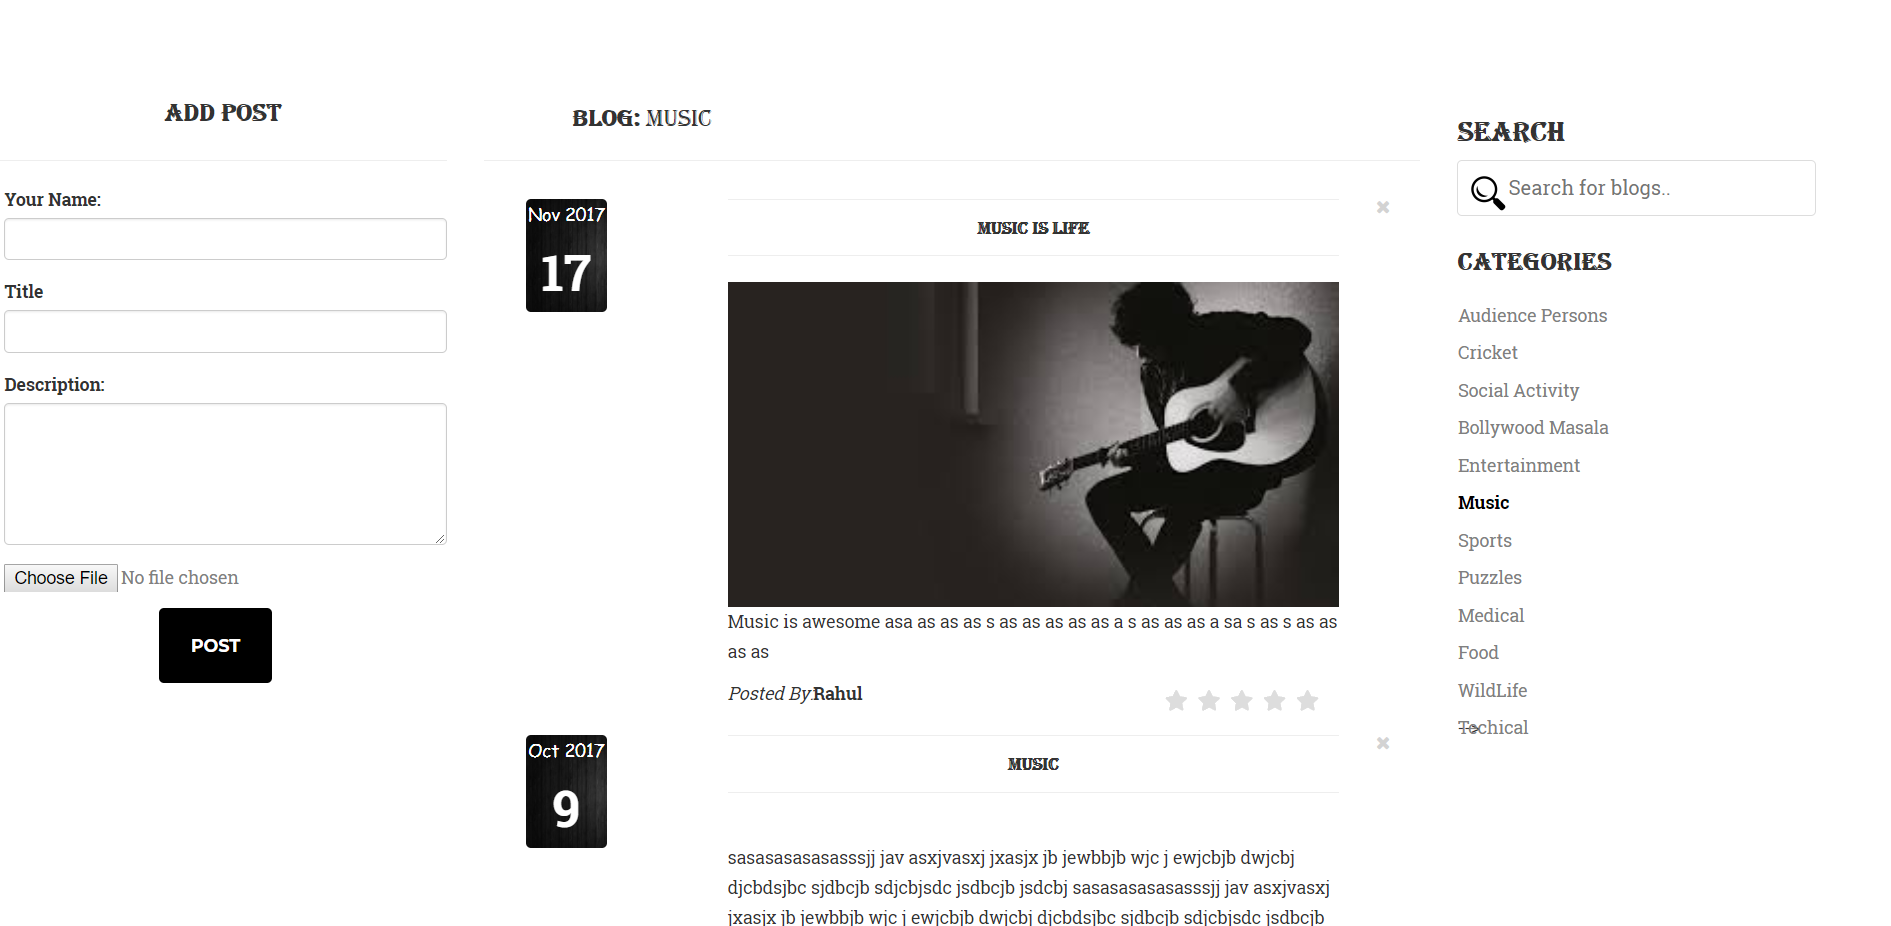 ADD POST
Your Name:
Title
Description:
Choose File No file chosen
POST
BLOG: MUSIC
Nov 2017
17
MUSIC IS LIFE
Music is awesome asa as as as s as as as as as a s as as as a sa s as s as as
as as
Posted By:Rahul
Oct 2017
9
MUSIC
sasasasasasasssjj jav asxjvasxj jxasjx jb jewbbjb wjc j ewjcbjb dwjcbj
djcbdsjbc sjdbcjb sdjcbjsdc jsdbcjb jsdcbj sasasasasasasssjj jav asxjvasxj
jxasjx jb jewbbjb wjc j ewjcbjb dwjcbj djcbdsjbc sjdbcjb sdjcbjsdc jsdbcjb
SEARCH
Search for blogs..
CATEGORIES
Audience Persons
Cricket
Social Activity
Bollywood Masala
Entertainment
Music
Sports
Puzzles
Medical
Food
WildLife
Techical